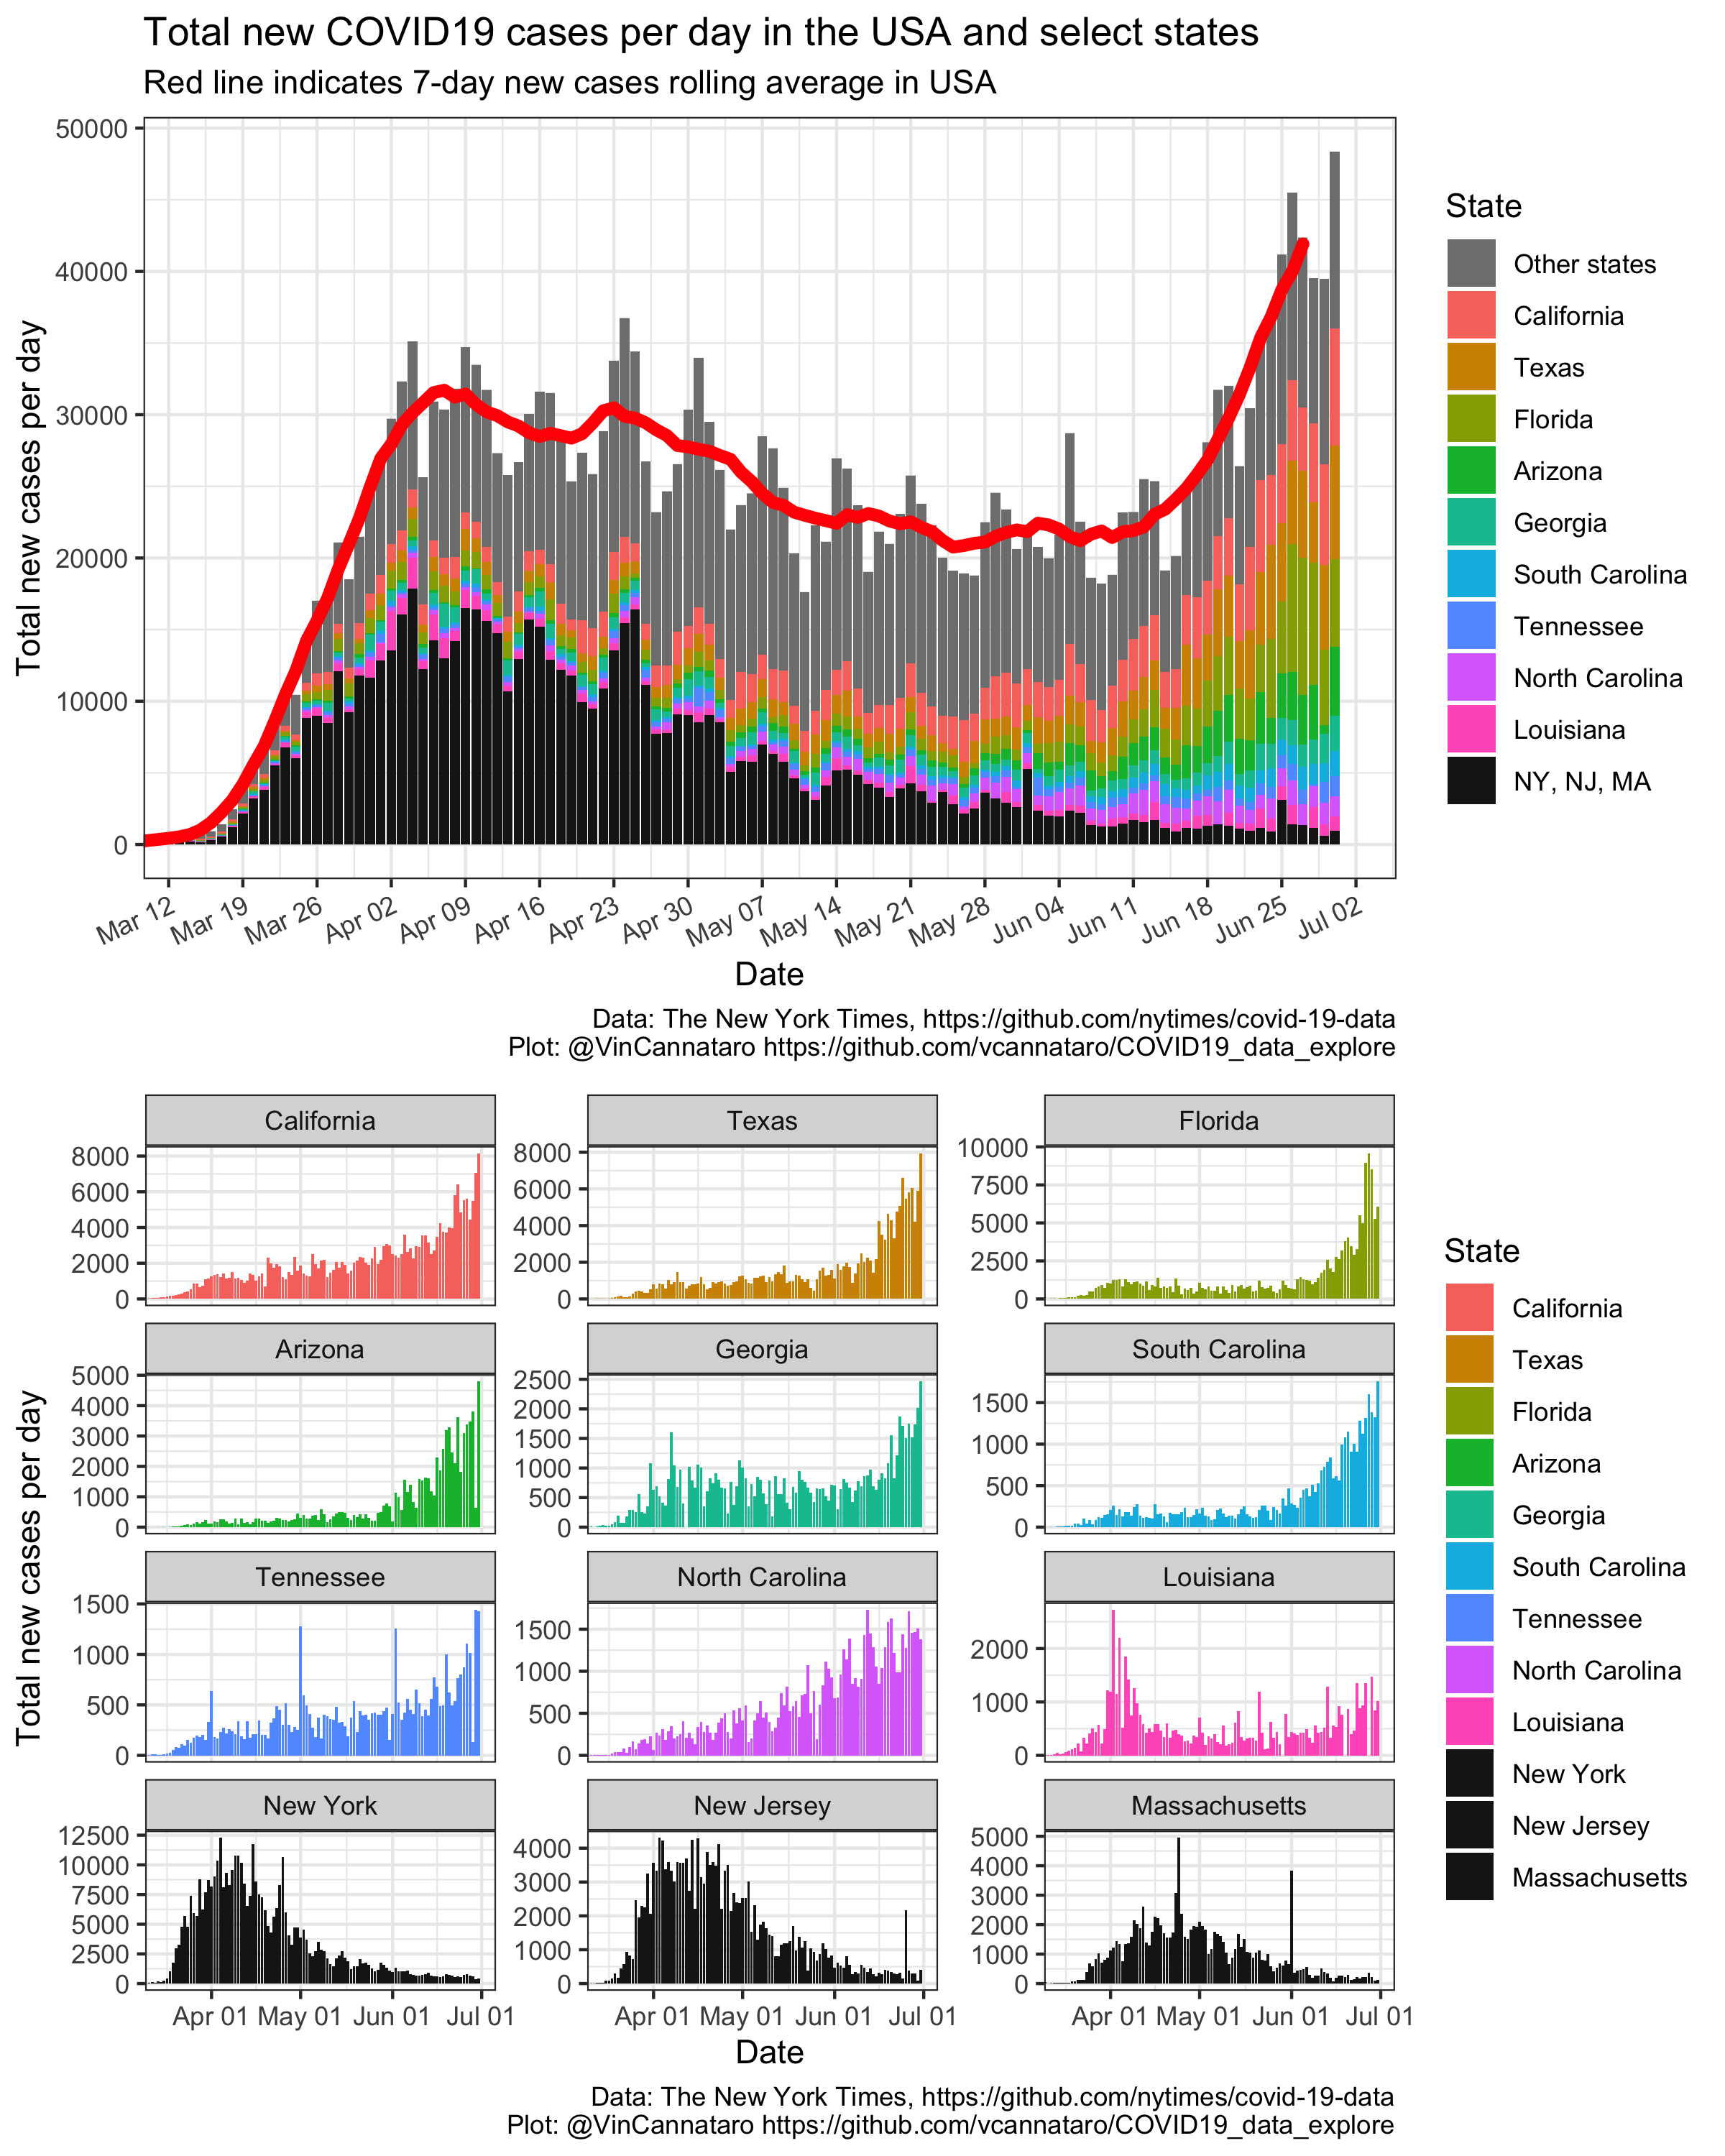 Total new COVID19 cases per day in the USA and select states
Red line indicates 7-day new cases rolling average in USA
Total new cases per day
50000
40000
30000
20000
10000
0
Mar 12
Mar 19
Mar 26
Apr 02
Apr 09
Apr 16
Apr 23
Apr 30
May 07
May 14
May 21
May 28
Jun 04
Jun 11
Jun 18
Jun 25
Jul 02
Date
State
Other states
California
Texas
Florida
Arizona
Georgia
South Carolina
Tennessee
North Carolina
Louisiana
NY, NJ, MA
Data: The New York Times, https://github.com/nytimes/covid-19-data
Plot: @VinCannataro https://github.com/vcannataro/COVID19_data_explore
Total new cases per day
California
8000
6000
4000
2000
0
Texas
8000
6000
4000
2000
0
Florida
10000
7500
5000
2500
0
Arizona
5000
4000
3000
2000
1000
0
Georgia
2500
2000
1500
1000
500
0
South Carolina
1500
1000
500
0
Tennessee
1500
1000
500
0
North Carolina
1500
1000
500
0
Louisiana
2000
1000
0
New York
12500
10000
7500
5000
2500
0
New Jersey
4000
3000
2000
1000
0
Massachusetts
5000
4000
3000
2000
1000
0
Apr 01 May 01 Jun 01 Jul 01
Apr 01 May 01 Jun 01 Jul 01
Apr 01 May 01 Jun 01 Jul 01
Date
State
California
Texas
Florida
Arizona
Georgia
South Carolina
Tennessee
North Carolina
Louisiana
New York
New Jersey
Massachusetts
Data: The New York Times, https://github.com/nytimes/covid-19-data
Plot: @VinCannataro https://github.com/vcannataro/COVID19_data_explore